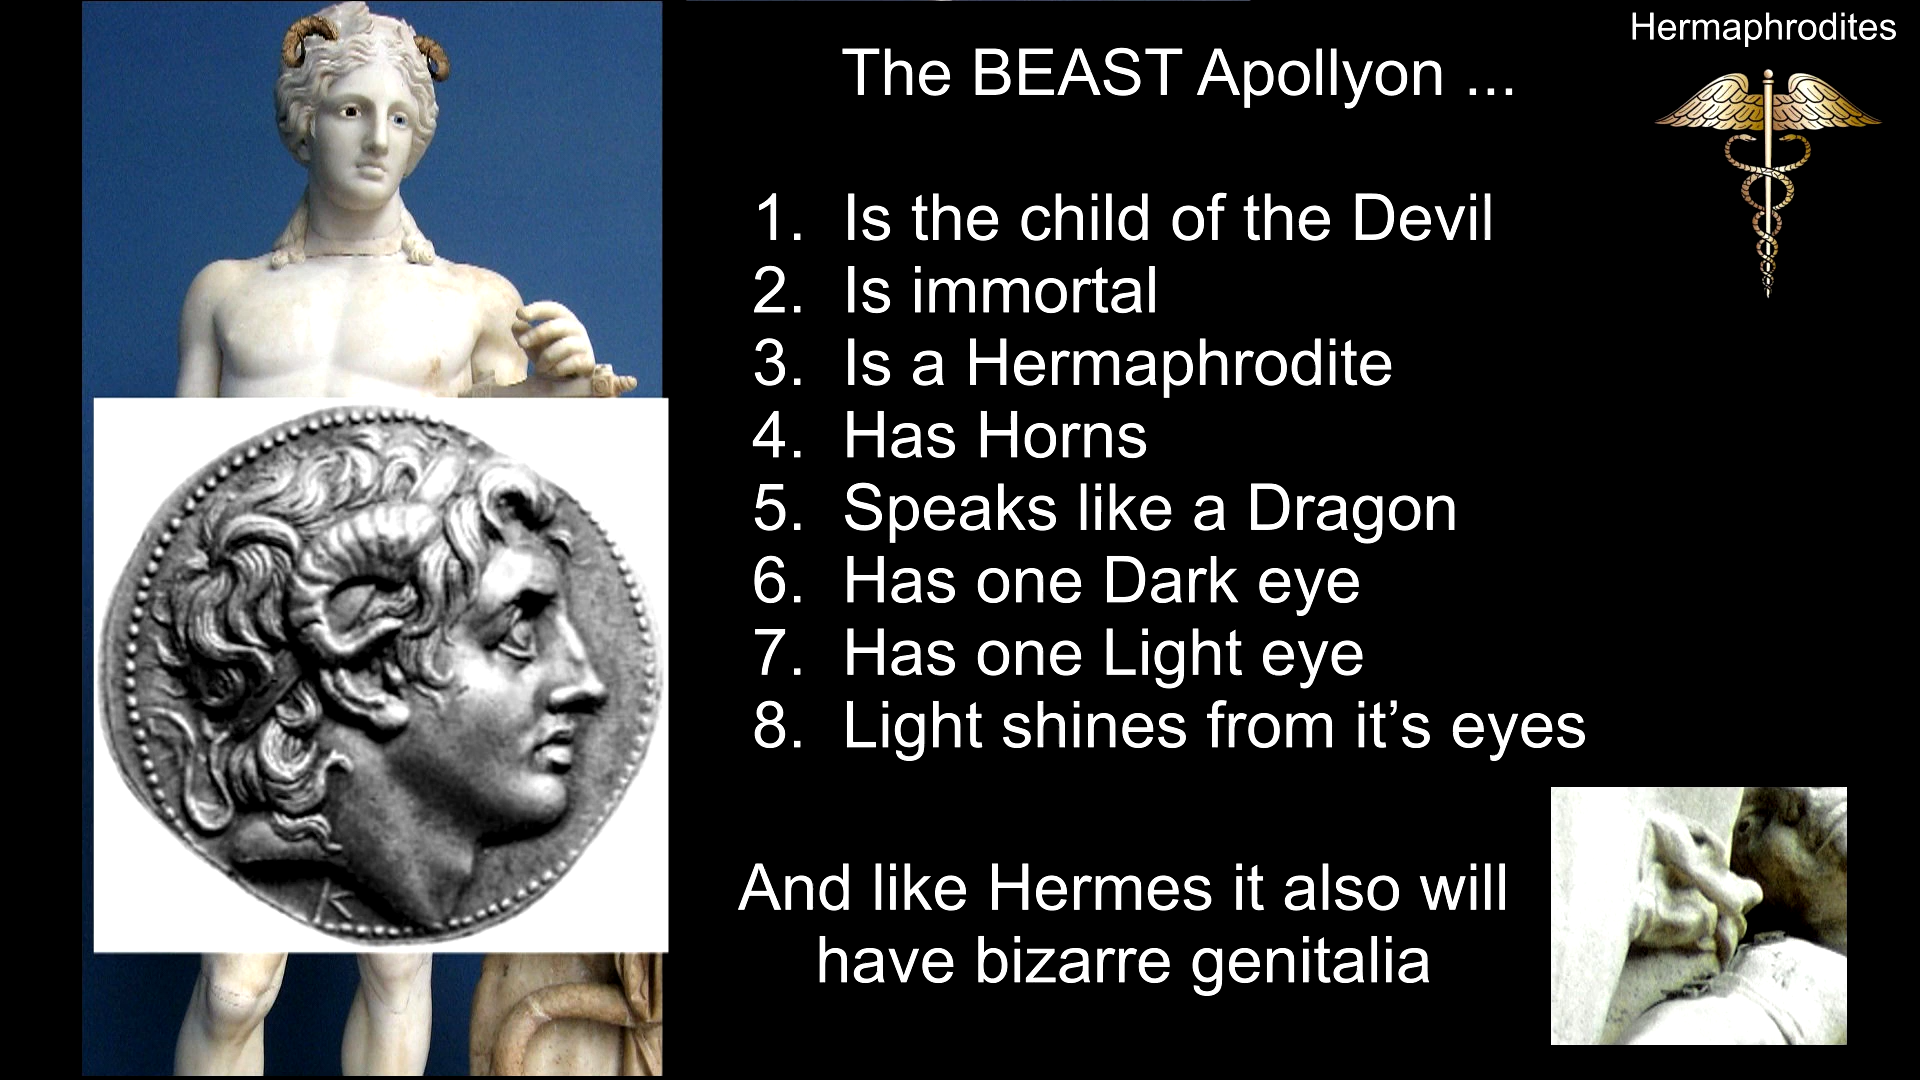 Hermaphrodites
The BEAST Apollyon ...
1. Is the child of the Devil
2. Is immortal
3. Is a Hermaphrodite
4. Has Horns
5. Speaks like a Dragon
6. Has one Dark eye
7. Has one Light eye
8. Light shines from it’s eyes
And like Hermes it also will
have bizarre genitalia
K